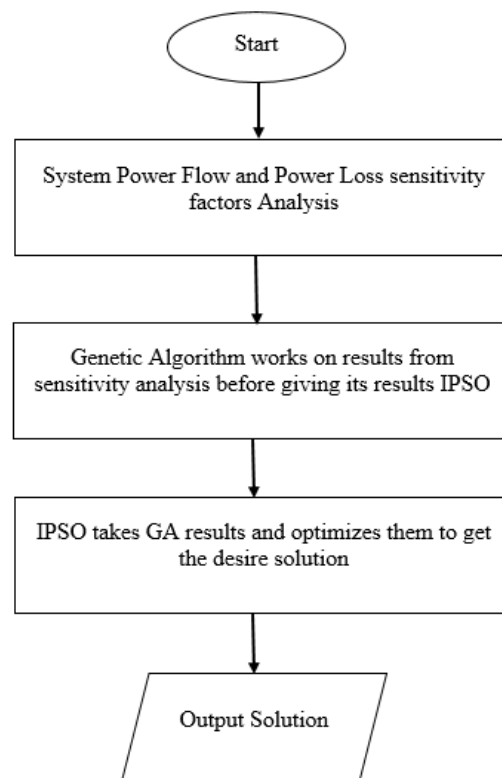 Start
System Power Flow and Power Loss sensitivity
factors Analysis
Genetic Algorithm works on results from
sensitivity analysis before giving its results IPSO
IPSO takes GA results and optimizes them to get
the desire solution
Output Solution